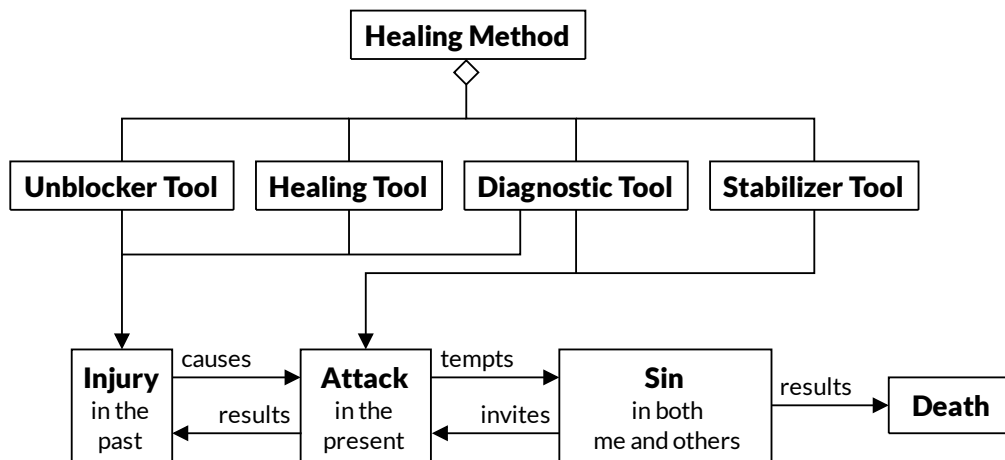 Healing Method
Unblocker Tool
Healing Tool
Diagnostic Tool
Stabilizer Tool
Injury
in the
past
causes
results
Attack
in the
present
tempts
invites
Sin
in both
me and others
results
Death